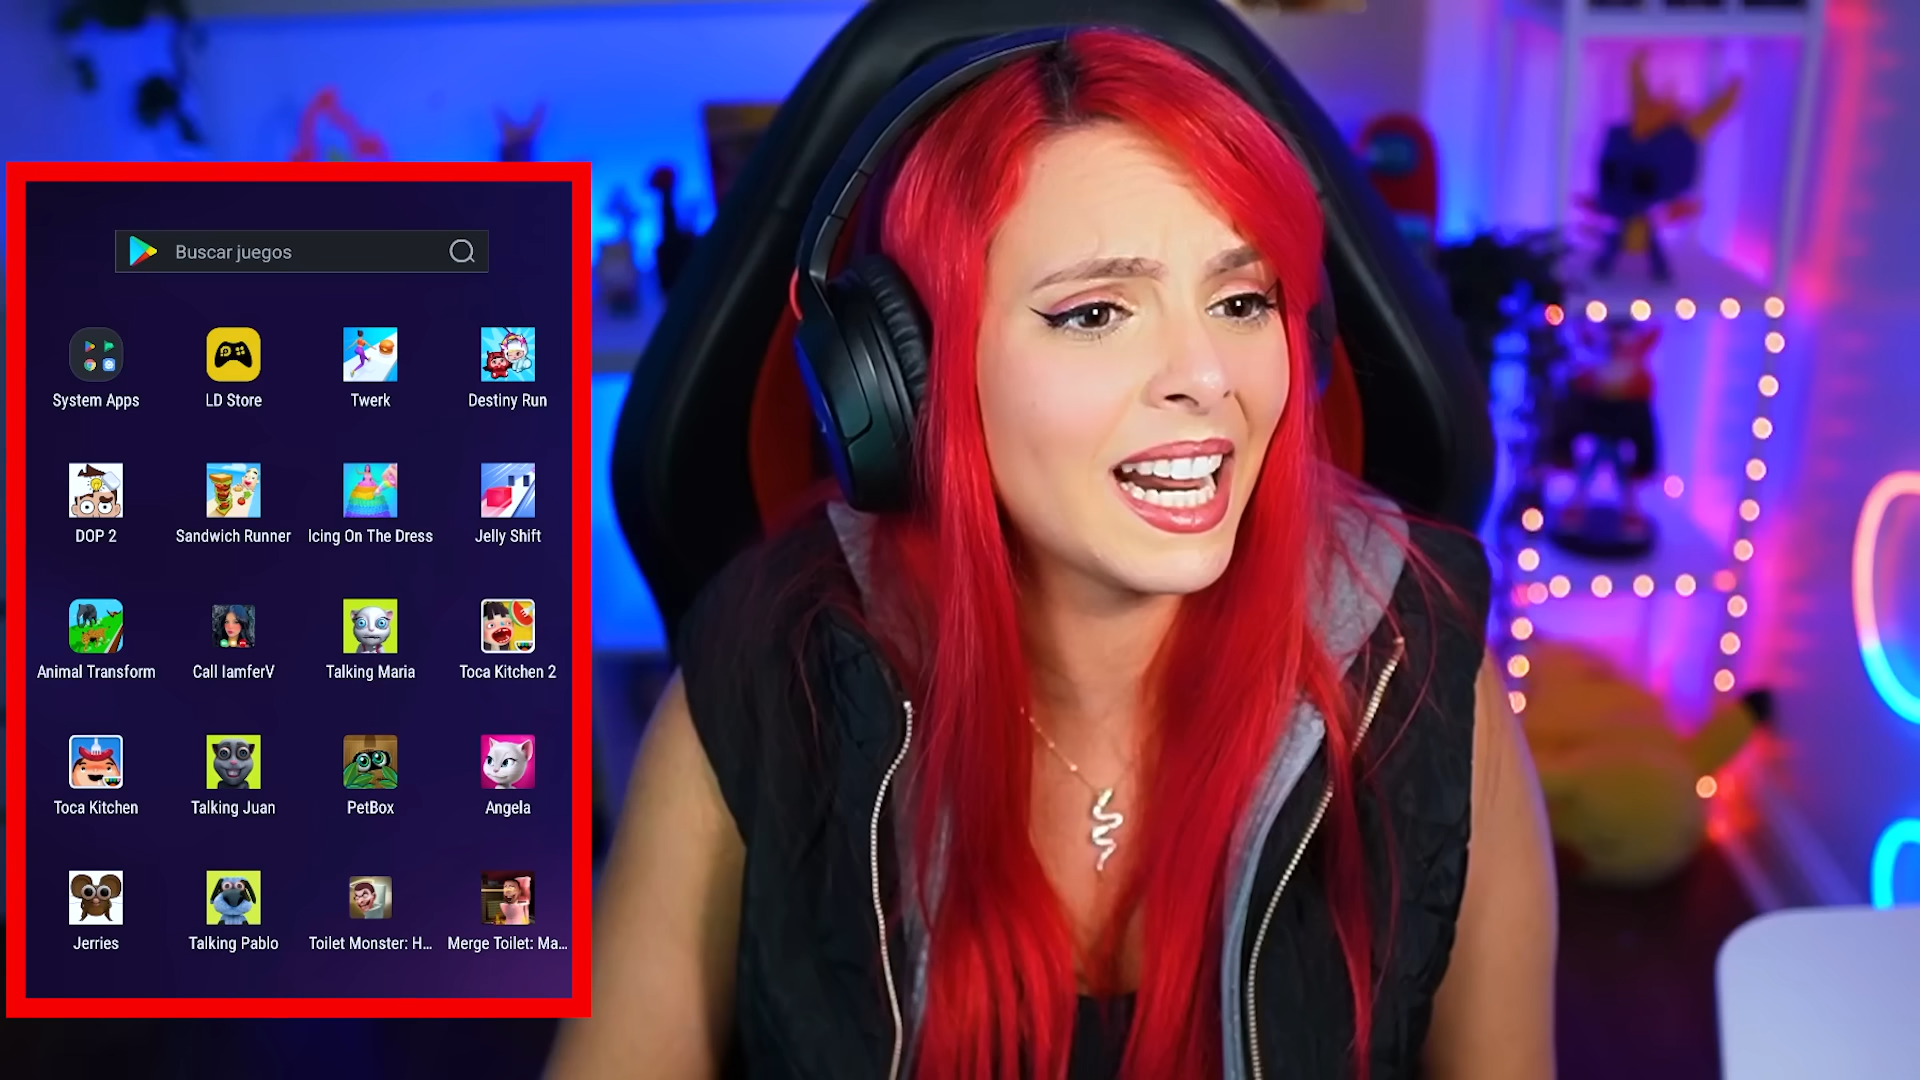 Buscar juegos
System Apps
LD Store
Twerk
Destiny Run
DOP 2
Sandwich Runner
Icing On The Dress
Jelly Shift
Animal Transform
Call IamferV
Talking Maria
Toca Kitchen 2
Toca Kitchen
Talking Juan
PetBox
Angela
Jerries
Talking Pablo
Toilet Monster: H...
Merge Toilet: Ma...